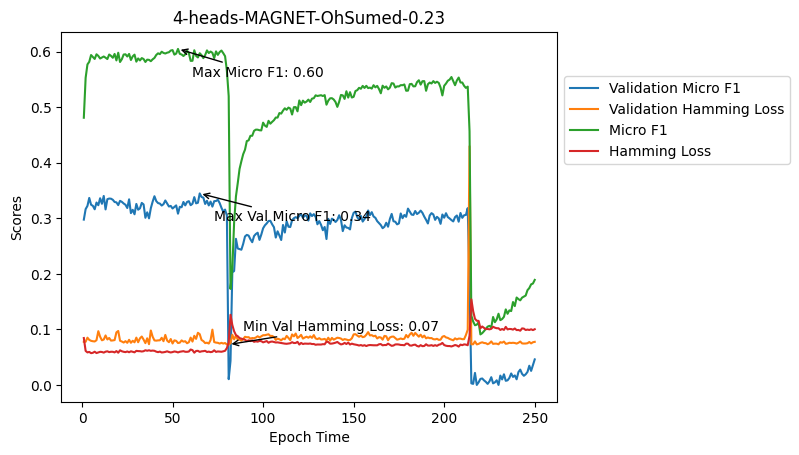 4-heads-MAGNET-OhSumed-0.23
0.6
0.5
0.4
0.3
0.2
0.1
0.0
Scores
Max Micro F1: 0.60
Max Val Micro F1: 0.34
Min Val Hamming Loss: 0.07
0
50
100
150
200
250
Epoch Time
Validation Micro F1
Validation Hamming Loss
Micro F1
Hamming Loss